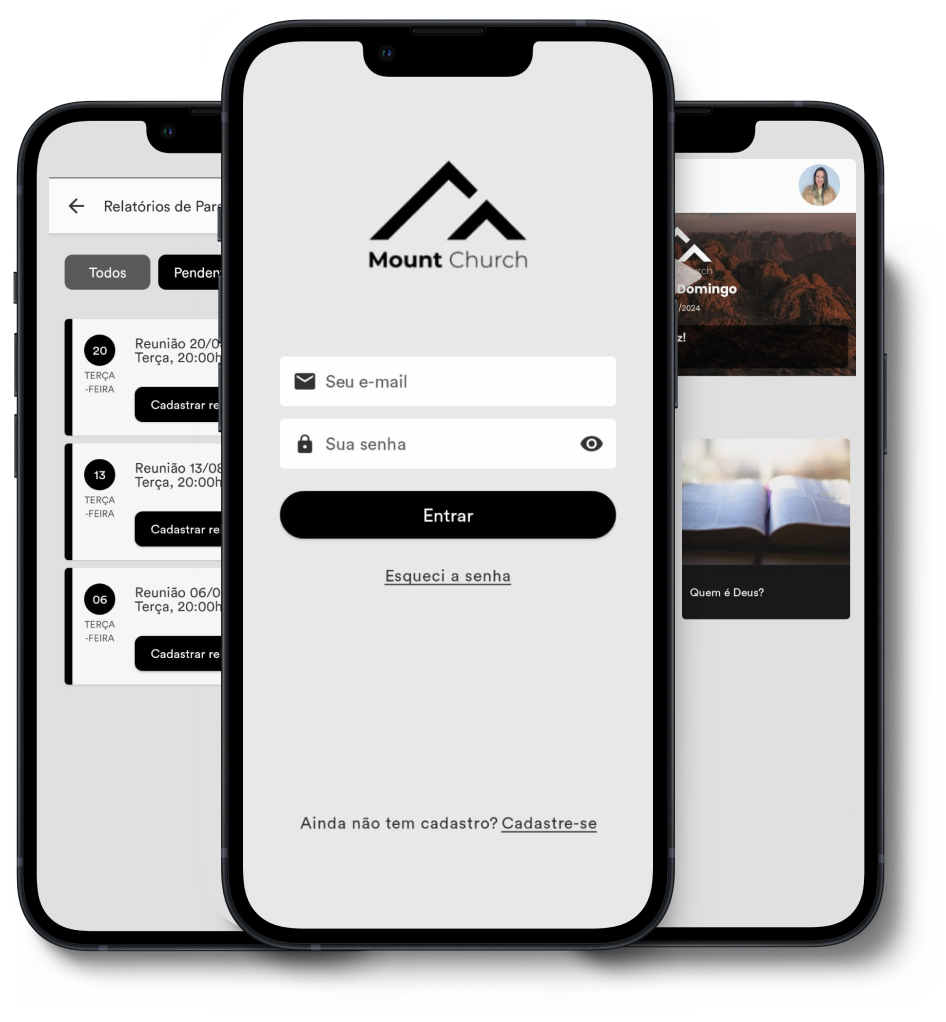 Relatórios de Par
Todos
Penden
20
TERÇA
-FEIRA
Reunião 20/0
Terça, 20:00h
Cadastrar re
13
TERÇA
-FEIRA
Reunião 13/08
Terça, 20:00h
Cadastrar re
06
TERÇA
-FEIRA
Reunião 06/0
Terça, 20:00h
Cadastrar re
Mount Church
Seu e-mail
Sua senha
Entrar
Esqueci a senha
Ainda não tem cadastro? Cadastre-se
Church
Domingo
/2024
z!
Quem é Deus?